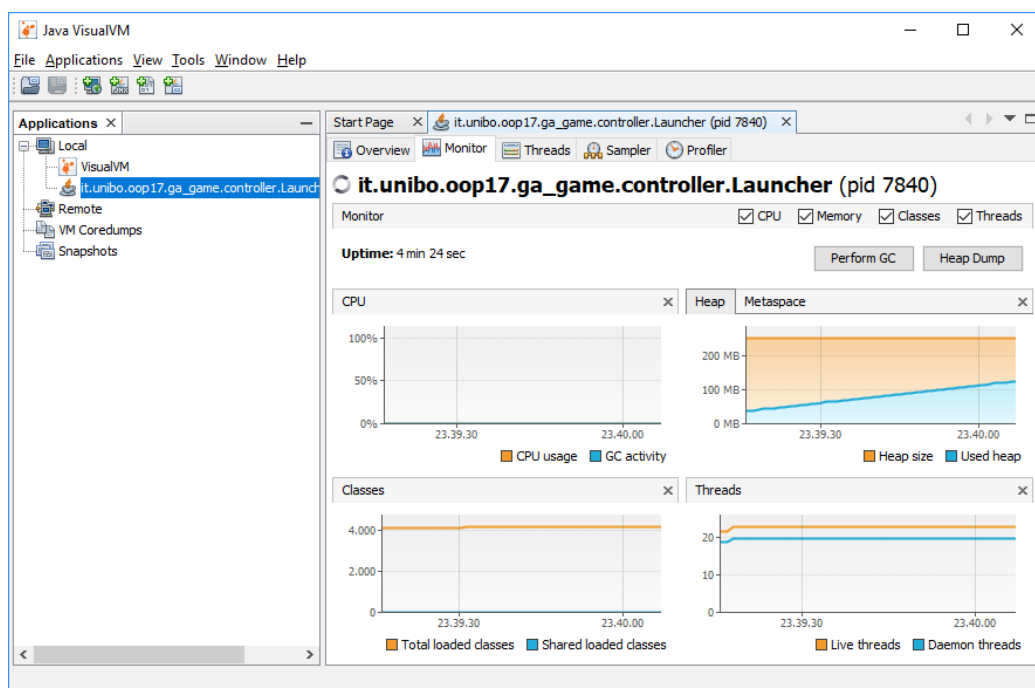 Java VisualVM
File Applications View Tools Window Help
Applications
Local
VisualVM
it.unibo.oop17.ga_game.controller.Launch
Remote
VM Coredumps
Snapshots
Start Page it.unibo.oop17.ga_game.controller.Launcher (pid 7840)
Overview Monitor Threads Sampler Profiler
it.unibo.oop17.ga_game.controller.Launcher (pid 7840)
Monitor CPU Memory Classes Threads
Uptime: 4 min 24 sec Perform GC Heap Dump
CPU
100%
50%
0%
23.39.30 23.40.00
CPU usage GC activity
Heap Metaspace
200 MB
100 MB
0 MB
23.39.30 23.40.00
Heap size Used heap
Classes
4.000
2.000
0
23.39.30 23.40.00
Total loaded classes Shared loaded classes
Threads
20
10
0
23.39.30 23.40.00
Live threads Daemon threads